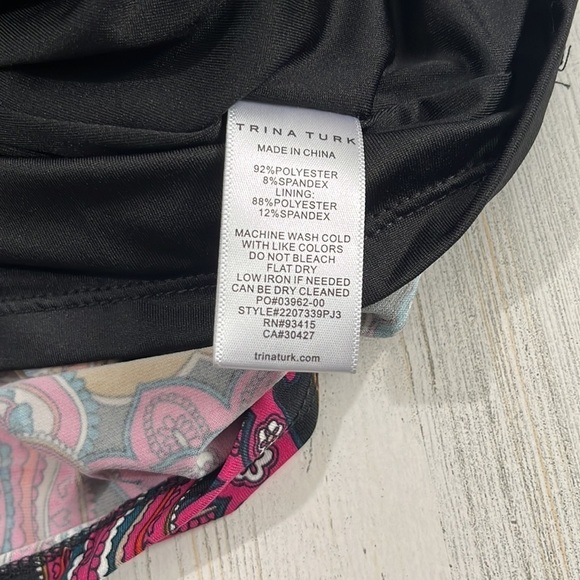 TRINA TURK
MADE IN CHINA
92%POLYESTER
8%SPANDEX
LINING:
88%POLYESTER
12%SPANDEX
MACHINE WASH COLD
WITH LIKE COLORS
DO NOT BLEACH
FLAT DRY
LOW IRON IF NEEDED
CAN BE DRY CLEANED
PO#03962-00
STYLE#2207339PJ3
RN#93415
CA#30427
trinaturk.com